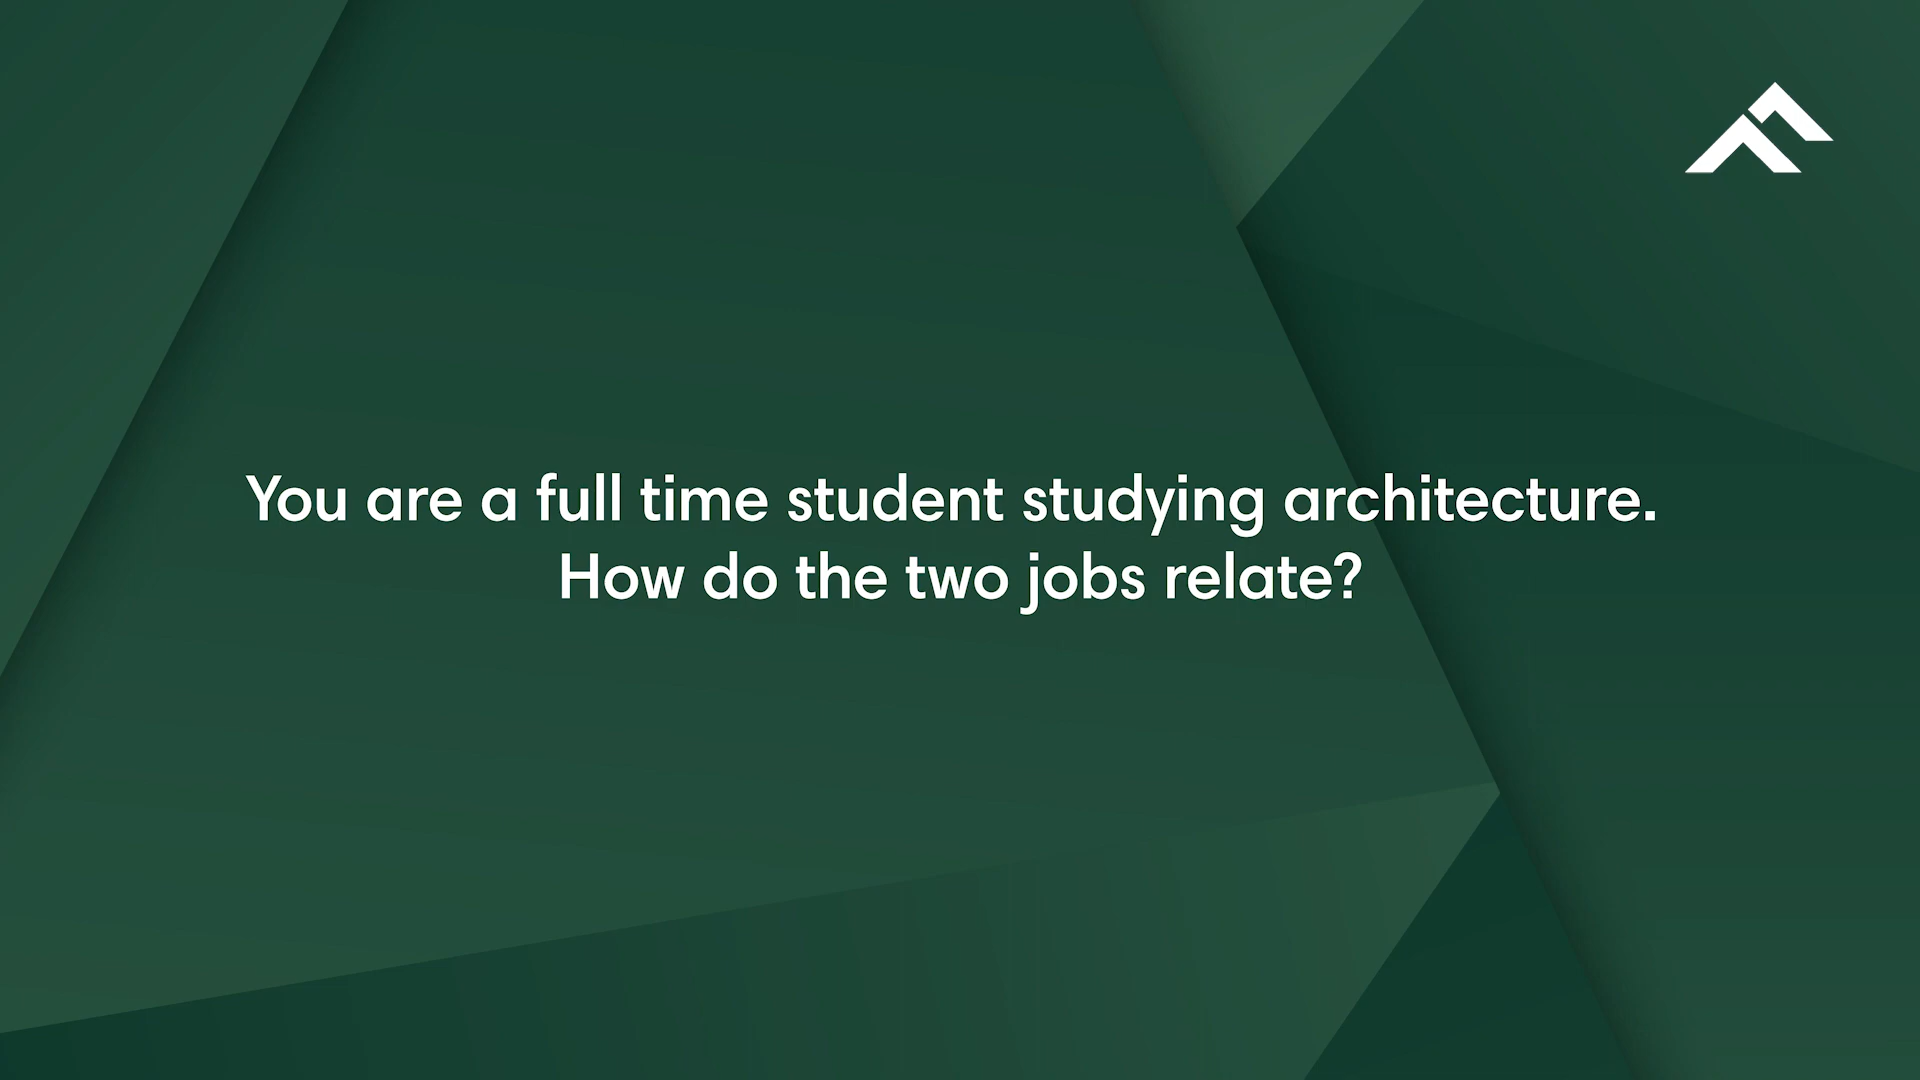 You are a full time student studying architecture.
How do the two jobs relate?